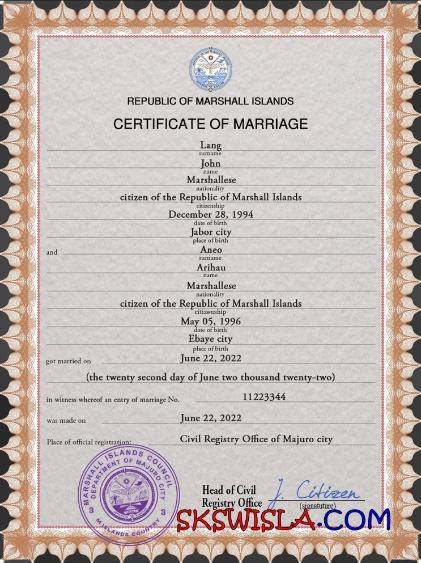 REPUBLIC OF MARSHALL ISLANDS
CERTIFICATE OF MARRIAGE
Lang
surname
John
name
Marshallese
nationality
citizen of the Republic of Marshall Islands
citizenship
December 28, 1994
date of birth
Jabor city
place of birth
and Aneo
surname
Arihau
name
Marshallese
nationality
citizen of the Republic of Marshall Islands
citizenship
May 05, 1996
date of birth
Ebaye city
place of birth
got married on June 22, 2022
(the twenty second day of June two thousand twenty-two)
in witness whereof an entry of marriage No. 11223344
was made on June 22, 2022
Place of official registration: Civil Registry Office of Majuro city
MARSHALL ISLANDS COUNCIL
DEPARTMENT OF MAJURO CITY
3 3
MARSHALL ISLANDS COUNTRY
Head of Civil
Registry Office J. Citizen
(signature)
SKSWISLA.COM